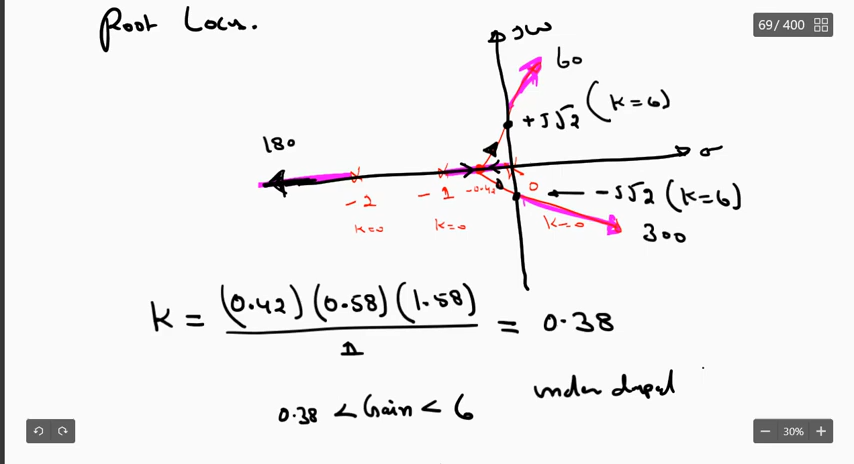 Root Locus.
69 / 400
jω
60
+j√2 (k=6)
180
σ
-2
-1
-0.42
0
-j√2 (k=6)
k=0
k=0
k=0
300
K = (0.42) (0.58) (1.58) / 1 = 0.38
0.38 < Gain < 6
under damped
30%